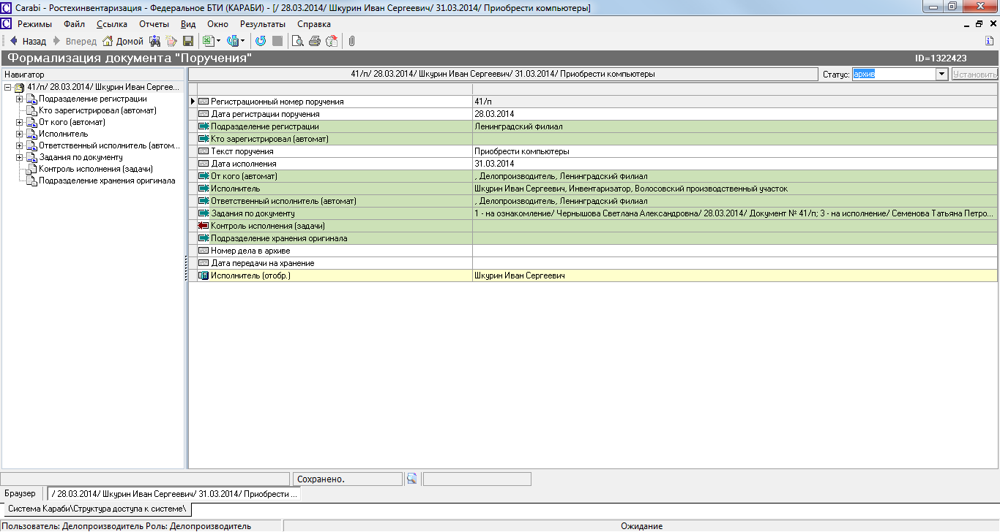 Carabi - Ростехинвентаризация - Федеральное БТИ (КАРАБИ) - [/ 28.03.2014/ Шкурин Иван Сергеевич/ 31.03.2014/ Приобрести компьютеры]
Режимы Файл Ссылка Отчеты Вид Окно Результаты Справка
Назад Вперед Домой
Формализация документа "Поручения" ID=1322423
Навигатор
41/п/ 28.03.2014/ Шкурин Иван Сергее...
Подразделение регистрации
Кто зарегистрировал (автомат)
От кого (автомат)
Исполнитель
Ответственный исполнитель (автом...
Задания по документу
Контроль исполнения (задачи)
Подразделение хранения оригинала
41/п/ 28.03.2014/ Шкурин Иван Сергеевич/ 31.03.2014/ Приобрести компьютеры
Статус: архив Установить
Регистрационный номер поручения 41/п
Дата регистрации поручения 28.03.2014
Подразделение регистрации Ленинградский филиал
Кто зарегистрировал (автомат)
Текст поручения Приобрести компьютеры
Дата исполнения 31.03.2014
От кого (автомат) , Делопроизводитель, Ленинградский филиал
Исполнитель Шкурин Иван Сергеевич, Инвентаризатор, Волосовский производственный участок
Ответственный исполнитель (автомат) , Делопроизводитель, Ленинградский филиал
Задания по документу 1 - на ознакомление/ Чернышова Светлана Александровна/ 28.03.2014/ Документ № 41/п; 3 - на исполнение/ Семенова Татьяна Петро...
Контроль исполнения (задачи)
Подразделение хранения оригинала
Номер дела в архиве
Дата передачи на хранение
Исполнитель (отобр.) Шкурин Иван Сергеевич
Сохранено.
Браузер / 28.03.2014/ Шкурин Иван Сергеевич/ 31.03.2014/ Приобрести ...
Система Караби\Структура доступа к системе\
Пользователь: Делопроизводитель Роль: Делопроизводитель Ожидание